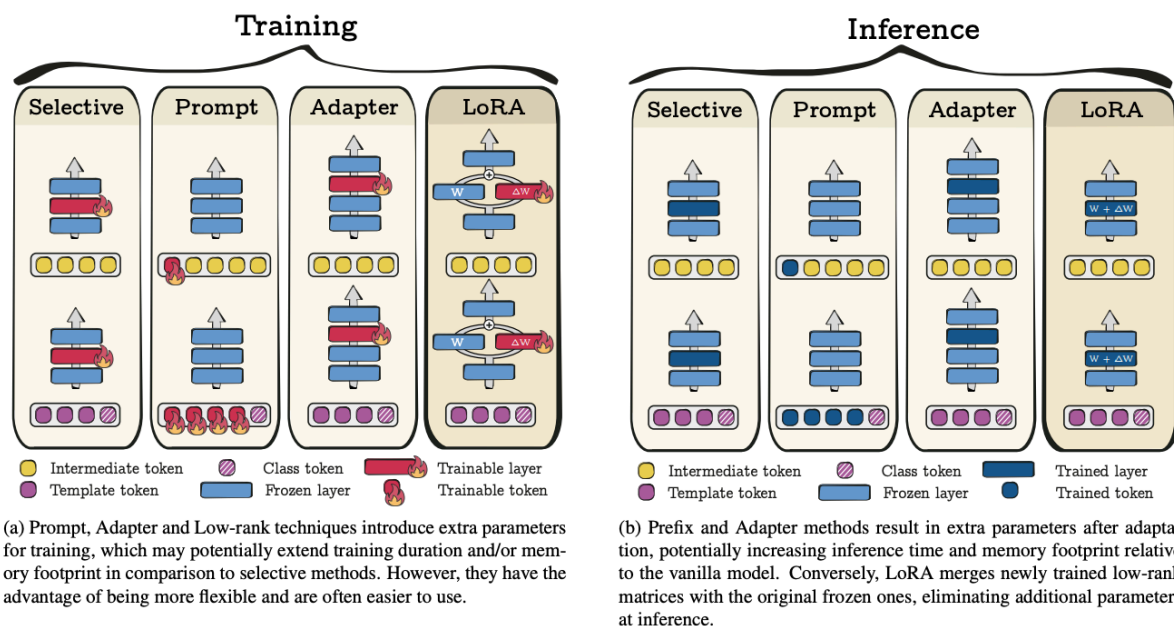 Training
Selective Prompt Adapter LoRA
W ΔW
W ΔW
Intermediate token Class token Trainable layer
Template token Frozen layer Trainable token
(a) Prompt, Adapter and Low-rank techniques introduce extra parameters
for training, which may potentially extend training duration and/or mem-
ory footprint in comparison to selective methods. However, they have the
advantage of being more flexible and are often easier to use.
Inference
Selective Prompt Adapter LoRA
W + ΔW
W + ΔW
Intermediate token Class token Trained layer
Template token Frozen layer Trained token
(b) Prefix and Adapter methods result in extra parameters after adapta-
tion, potentially increasing inference time and memory footprint relative
to the vanilla model. Conversely, LoRA merges newly trained low-rank
matrices with the original frozen ones, eliminating additional parameter
at inference.